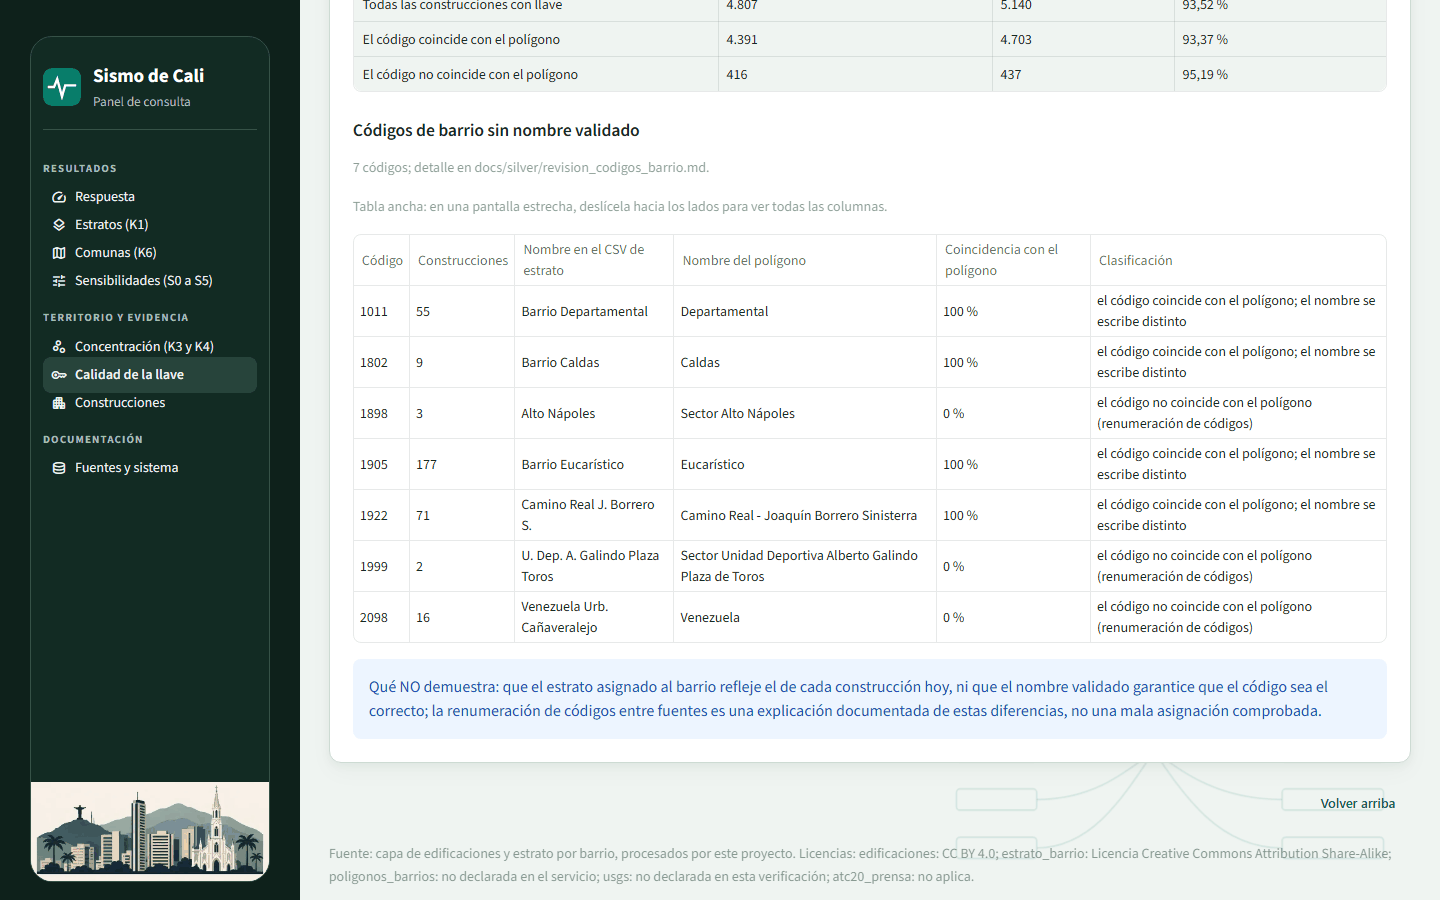 Sismo de Cali
Panel de consulta
RESULTADOS
Respuesta
Estratos (K1)
Comunas (K6)
Sensibilidades (S0 a S5)
TERRITORIO Y EVIDENCIA
Concentración (K3 y K4)
Calidad de la llave
Construcciones
DOCUMENTACIÓN
Fuentes y sistema
Todas las construcciones con llave 4.807 5.140 93,52 %
El código coincide con el polígono 4.391 4.703 93,37 %
El código no coincide con el polígono 416 437 95,19 %
Códigos de barrio sin nombre validado
7 códigos; detalle en docs/silver/revision_codigos_barrio.md.
Tabla ancha: en una pantalla estrecha, deslícela hacia los lados para ver todas las columnas.
Código Construcciones Nombre en el CSV de estrato Nombre del polígono Coincidencia con el polígono Clasificación
1011 55 Barrio Departamental Departamental 100 % el código coincide con el polígono; el nombre se escribe distinto
1802 9 Barrio Caldas Caldas 100 % el código coincide con el polígono; el nombre se escribe distinto
1898 3 Alto Nápoles Sector Alto Nápoles 0 % el código no coincide con el polígono (renumeración de códigos)
1905 177 Barrio Eucarístico Eucarístico 100 % el código coincide con el polígono; el nombre se escribe distinto
1922 71 Camino Real J. Borrero S. Camino Real - Joaquín Borrero Sinisterra 100 % el código coincide con el polígono; el nombre se escribe distinto
1999 2 U. Dep. A. Galindo Plaza Toros Sector Unidad Deportiva Alberto Galindo Plaza de Toros 0 % el código no coincide con el polígono (renumeración de códigos)
2098 16 Venezuela Urb. Cañaveralejo Venezuela 0 % el código no coincide con el polígono (renumeración de códigos)
Qué NO demuestra: que el estrato asignado al barrio refleje el de cada construcción hoy, ni que el nombre validado garantice que el código sea el
correcto; la renumeración de códigos entre fuentes es una explicación documentada de estas diferencias, no una mala asignación comprobada.
Volver arriba
Fuente: capa de edificaciones y estrato por barrio, procesados por este proyecto. Licencias: edificaciones: CC BY 4.0; estrato_barrio: Licencia Creative Commons Attribution Share-Alike;
poligonos_barrios: no declarada en el servicio; usgs: no declarada en esta verificación; atc20_prensa: no aplica.